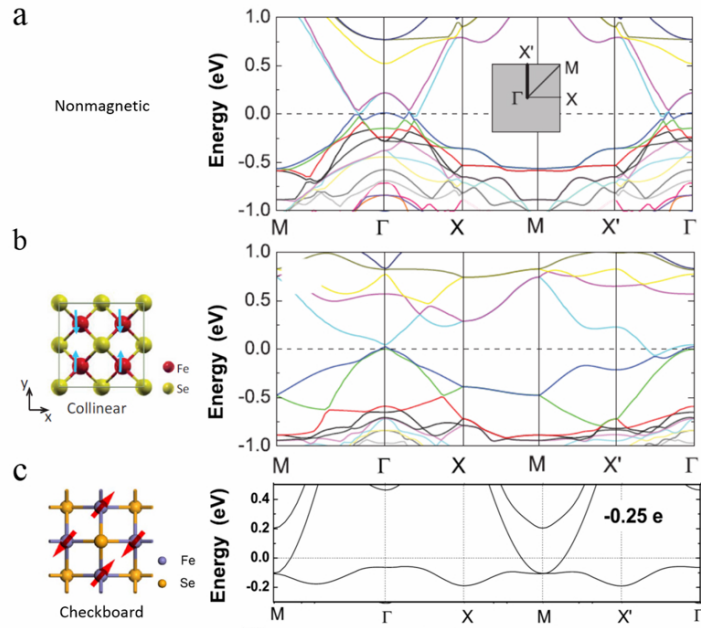 a
Nonmagnetic
Energy (eV)
1.0
0.5
0.0
-0.5
-1.0
X'
M
Γ
X
M Γ X M X' Γ
b
y
x
Collinear
Fe
Se
Energy (eV)
1.0
0.5
0.0
-0.5
-1.0
M Γ X M X' Γ
c
Fe
Se
Checkboard
Energy (eV)
0.4
0.2
0.0
-0.2
-0.25 e
M Γ X M X' Γ